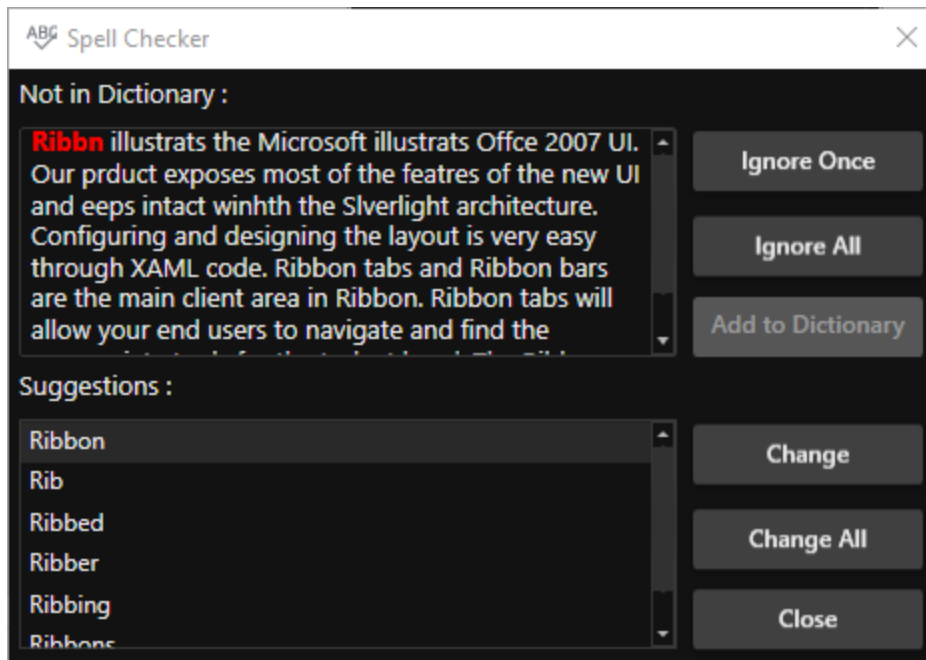 ABC Spell Checker
Not in Dictionary :
Ribbn illustrats the Microsoft illustrats Offce 2007 UI.
Our prduct exposes most of the featres of the new UI
and eeps intact winhth the Slverlight architecture.
Configuring and designing the layout is very easy
through XAML code. Ribbon tabs and Ribbon bars
are the main client area in Ribbon. Ribbon tabs will
allow your end users to navigate and find the
Ignore Once
Ignore All
Add to Dictionary
Suggestions :
Ribbon
Rib
Ribbed
Ribber
Ribbing
Ribbons
Change
Change All
Close